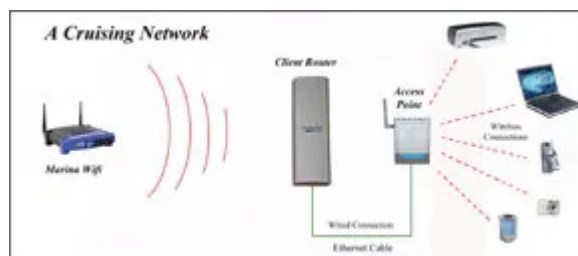 A Cruising Network
Client Router
Access
Point
Marina Wifi
Wireless
Connections
Wired Connection
Ethernet Cable